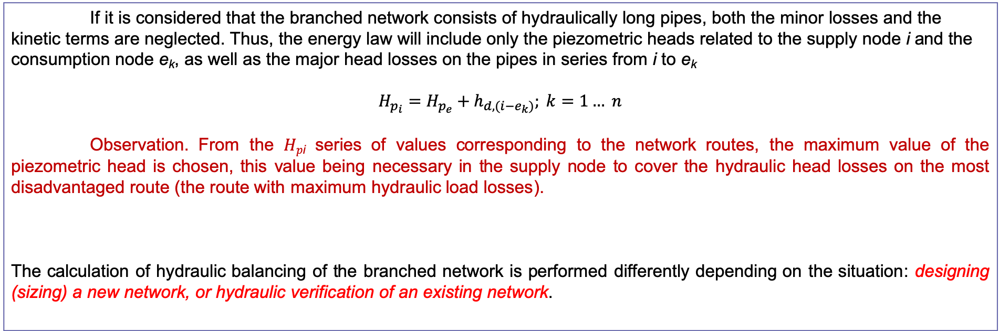 If it is considered that the branched network consists of hydraulically long pipes, both the minor losses and the
kinetic terms are neglected. Thus, the energy law will include only the piezometric heads related to the supply node i and the
consumption node eₖ, as well as the major head losses on the pipes in series from i to eₖ
$H_{p_i} = H_{p_e} + h_{d,(i-e_k)};\ k = 1 \ldots\ n$
Observation. From the $H_{pi}$ series of values corresponding to the network routes, the maximum value of the
piezometric head is chosen, this value being necessary in the supply node to cover the hydraulic head losses on the most
disadvantaged route (the route with maximum hydraulic load losses).
The calculation of hydraulic balancing of the branched network is performed differently depending on the situation: designing
(sizing) a new network, or hydraulic verification of an existing network.